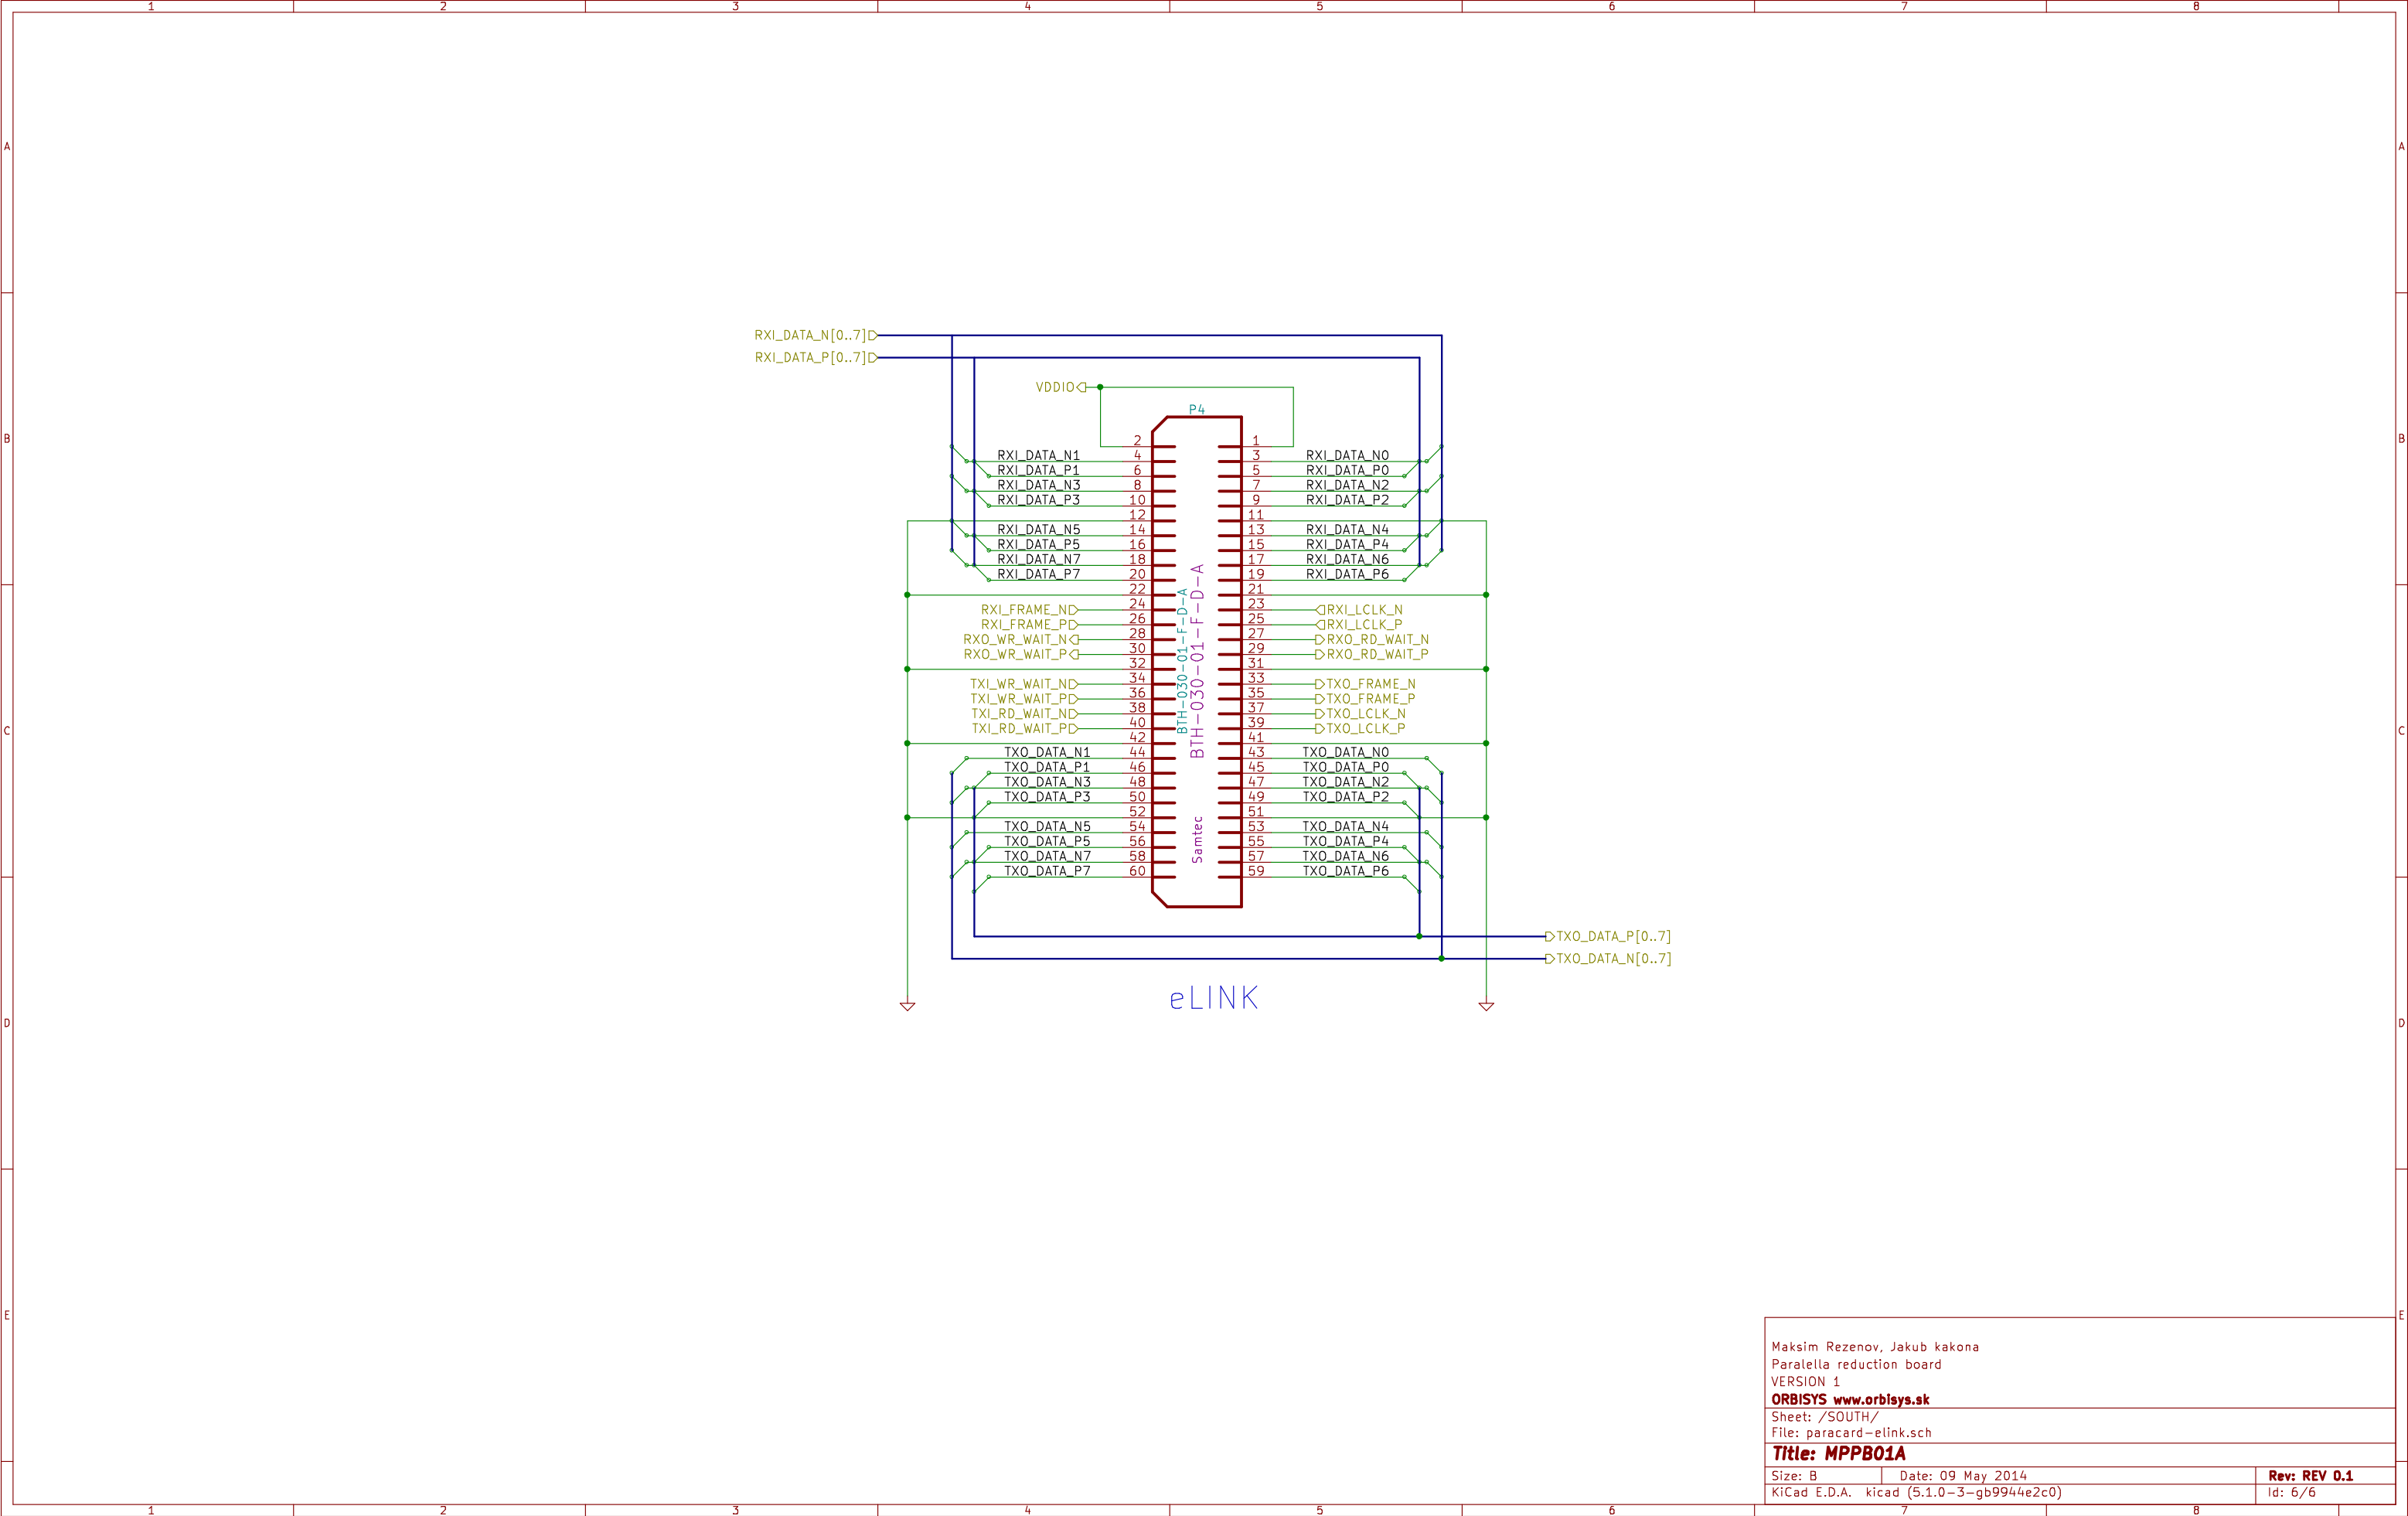 1 2 3 4 5 6 7 8
A A
RXI_DATA_N[0..7]
RXI_DATA_P[0..7]
VDDIO
P4
B B
2 1
RXI_DATA_N1 4 3 RXI_DATA_N0
RXI_DATA_P1 6 5 RXI_DATA_P0
RXI_DATA_N3 8 7 RXI_DATA_N2
RXI_DATA_P3 10 9 RXI_DATA_P2
12 11
RXI_DATA_N5 14 13 RXI_DATA_N4
RXI_DATA_P5 16 15 RXI_DATA_P4
RXI_DATA_N7 18 17 RXI_DATA_N6
RXI_DATA_P7 20 19 RXI_DATA_P6
22 21
RXI_FRAME_N 24 23 RXI_LCLK_N
RXI_FRAME_P 26 25 RXI_LCLK_P
RXO_WR_WAIT_N 28 27 RXO_RD_WAIT_N
RXO_WR_WAIT_P 30 29 RXO_RD_WAIT_P
32 31
TXI_WR_WAIT_N 34 33 TXO_FRAME_N
TXI_WR_WAIT_P 36 35 TXO_FRAME_P
TXI_RD_WAIT_N 38 37 TXO_LCLK_N
TXI_RD_WAIT_P 40 39 TXO_LCLK_P
BTH-030-01-F-D-A
BTH-030-01-F-D-A
C C
42 41
TXO_DATA_N1 44 43 TXO_DATA_N0
TXO_DATA_P1 46 45 TXO_DATA_P0
TXO_DATA_N3 48 47 TXO_DATA_N2
TXO_DATA_P3 50 49 TXO_DATA_P2
52 51
TXO_DATA_N5 54 53 TXO_DATA_N4
TXO_DATA_P5 56 55 TXO_DATA_P4
TXO_DATA_N7 58 57 TXO_DATA_N6
TXO_DATA_P7 60 59 TXO_DATA_P6
Samtec
TXO_DATA_P[0..7]
TXO_DATA_N[0..7]
eLINK
D D
E E
Maksim Rezenov, Jakub kakona
Paralella reduction board
VERSION 1
ORBISYS www.orbisys.sk
Sheet: /SOUTH/
File: paracard-elink.sch
Title: MPPB01A
Size: B Date: 09 May 2014 Rev: REV 0.1
KiCad E.D.A. kicad (5.1.0-3-gb9944e2c0) Id: 6/6
1 2 3 4 5 6 7 8